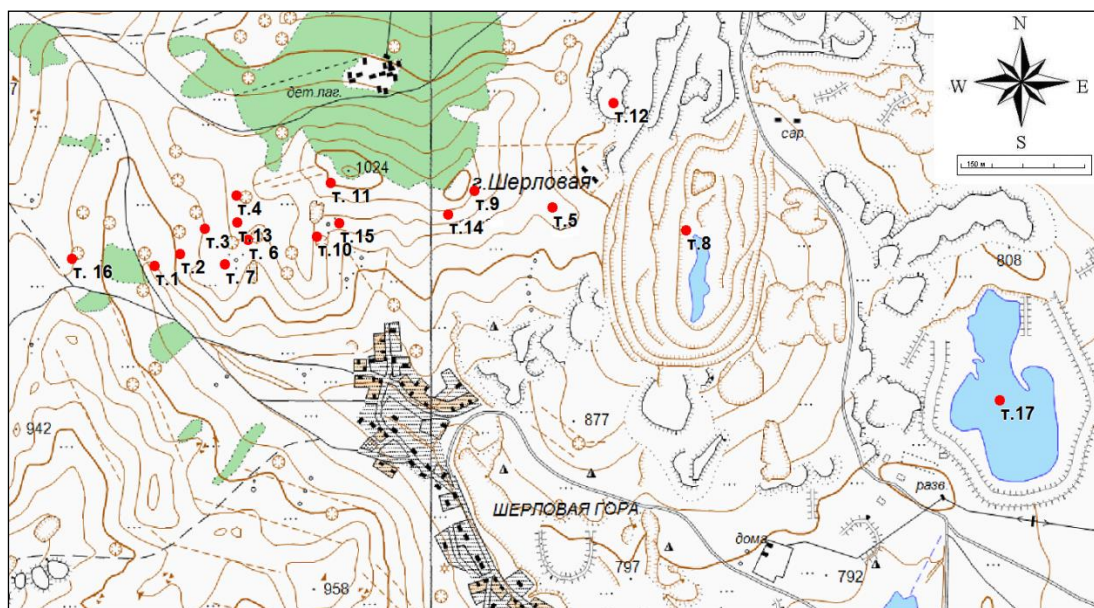 N
W E
S
150 м
7
дет.лаг.
1024
г.Шерловая
сар.
т.12
т. 11
т.4
т.9
т.14
т.5
т.3
т.13
т. 6
т.10
т.15
т.8
т. 16
т.1
т.2
т. 7
808
т.17
942
877
разв.
ШЕРЛОВАЯ ГОРА
дома
958
797
792